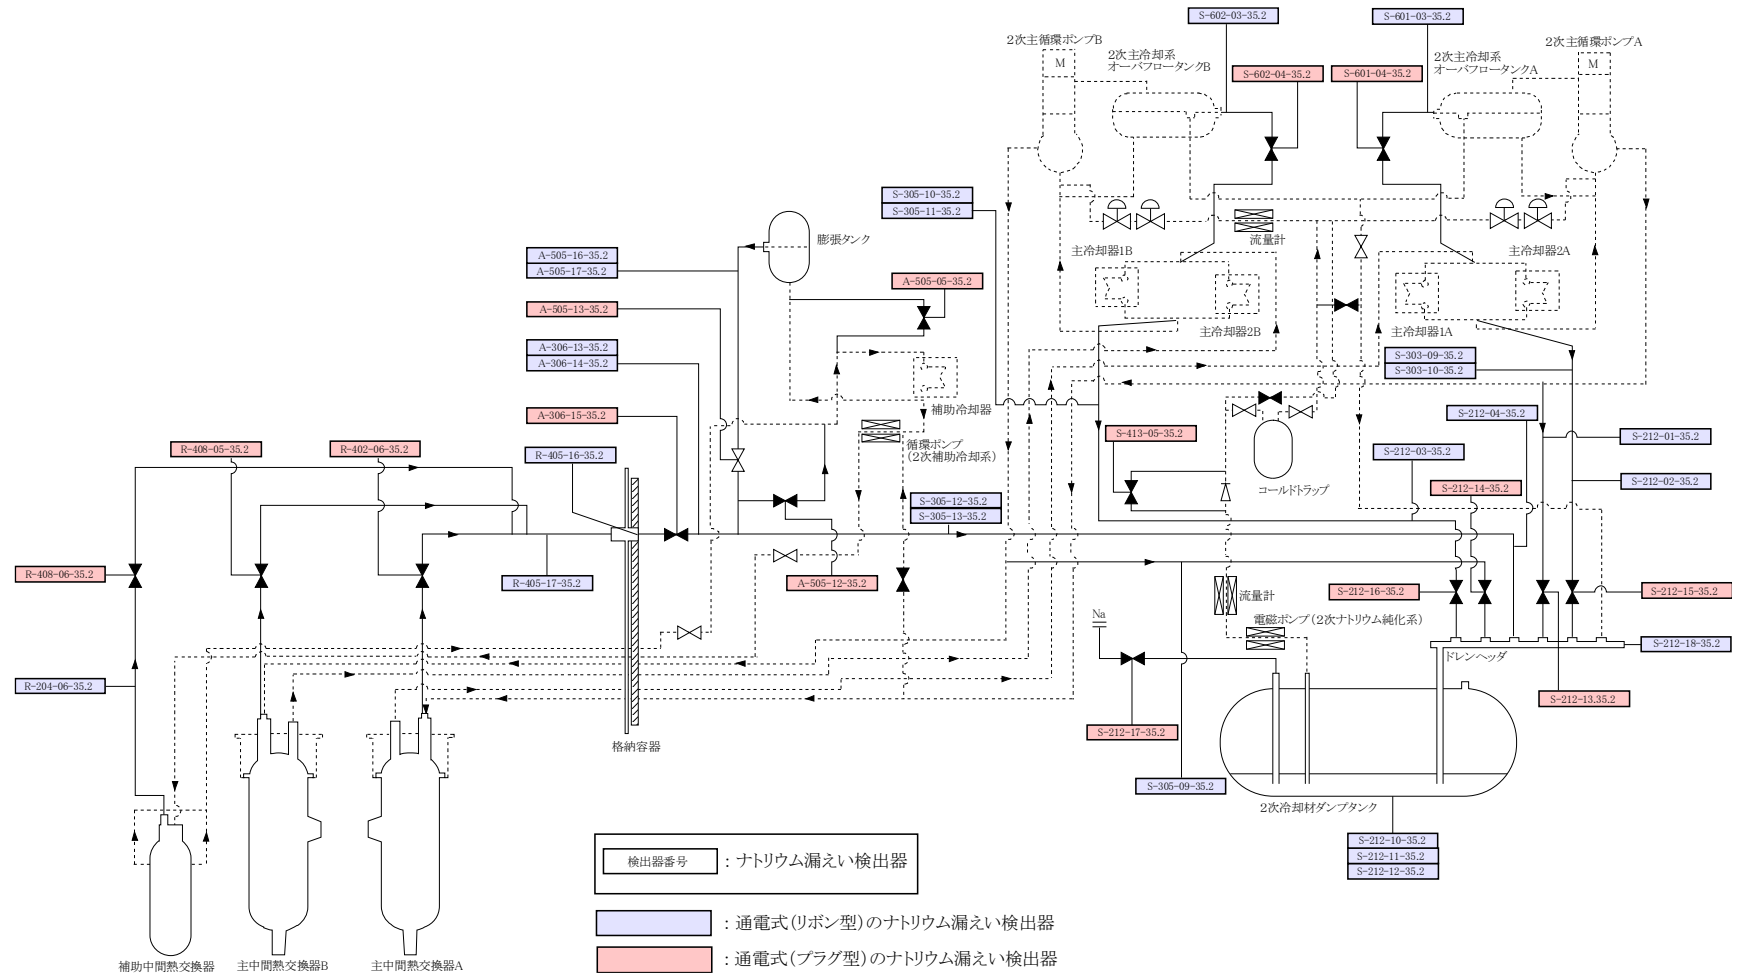 S-602-03-35.2
S-601-03-35.2
2次主循環ポンプB
2次主冷却系
オーバフロータンクB
2次主冷却系
オーバフロータンクA
2次主循環ポンプA
M
M
S-602-04-35.2
S-601-04-35.2
S-305-10-35.2
S-305-11-35.2
膨張タンク
流量計
主冷却器1B
主冷却器2A
A-505-16-35.2
A-505-17-35.2
A-505-05-35.2
A-505-13-35.2
主冷却器2B
主冷却器1A
A-306-13-35.2
A-306-14-35.2
S-303-09-35.2
S-303-10-35.2
補助冷却器
A-306-15-35.2
S-212-04-35.2
S-413-05-35.2
S-212-01-35.2
R-408-05-35.2
R-402-06-35.2
R-405-16-35.2
循環ポンプ
(2次補助冷却系)
S-212-03-35.2
S-212-02-35.2
S-212-14-35.2
コールドトラップ
S-305-12-35.2
S-305-13-35.2
R-408-06-35.2
R-405-17-35.2
A-505-12-35.2
流量計
S-212-16-35.2
S-212-15-35.2
Na
電磁ポンプ(2次ナトリウム純化系)
S-212-18-35.2
ドレンヘッダ
R-204-06-35.2
S-212-13.35.2
S-212-17-35.2
格納容器
S-305-09-35.2
2次冷却材ダンプタンク
S-212-10-35.2
S-212-11-35.2
S-212-12-35.2
検出器番号
:ナトリウム漏えい検出器
:通電式(リボン型)のナトリウム漏えい検出器
:通電式(プラグ型)のナトリウム漏えい検出器
補助中間熱交換器
主中間熱交換器B
主中間熱交換器A